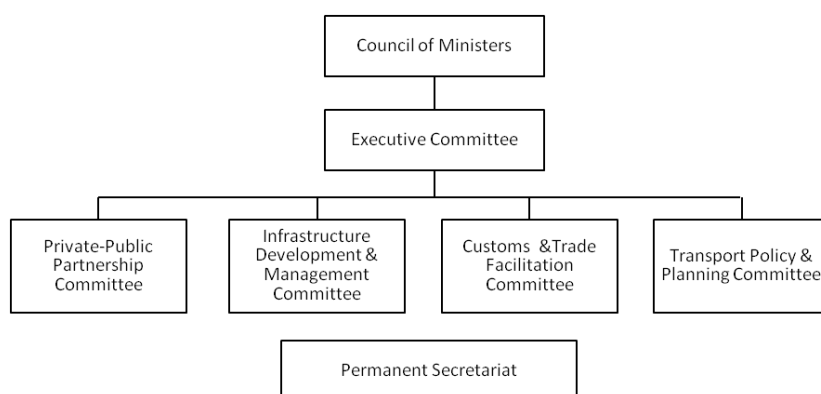 Council of Ministers
Executive Committee
Private-Public
Partnership
Committee
Infrastructure
Development &
Management
Committee
Customs &Trade
Facilitation
Committee
Transport Policy &
Planning Committee
Permanent Secretariat